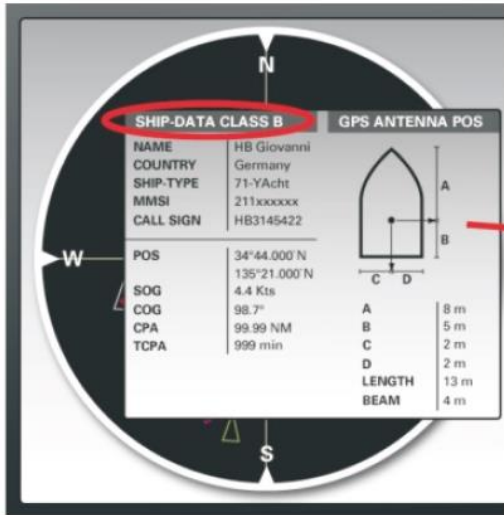 N
SHIP-DATA CLASS B
NAME HB Giovanni
COUNTRY Germany
SHIP-TYPE 71-YAcht
MMSI 211xxxxxx
CALL SIGN HB3145422
POS 34°44.000'N
135°21.000'N
SOG 4.4 Kts
COG 98.7°
CPA 99.99 NM
TCPA 999 min
GPS ANTENNA POS
A
B
C D
A 8 m
B 5 m
C 2 m
D 2 m
LENGTH 13 m
BEAM 4 m
W
S